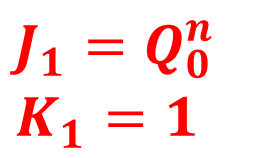 J₁ = Q₀ⁿ
K₁ = 1